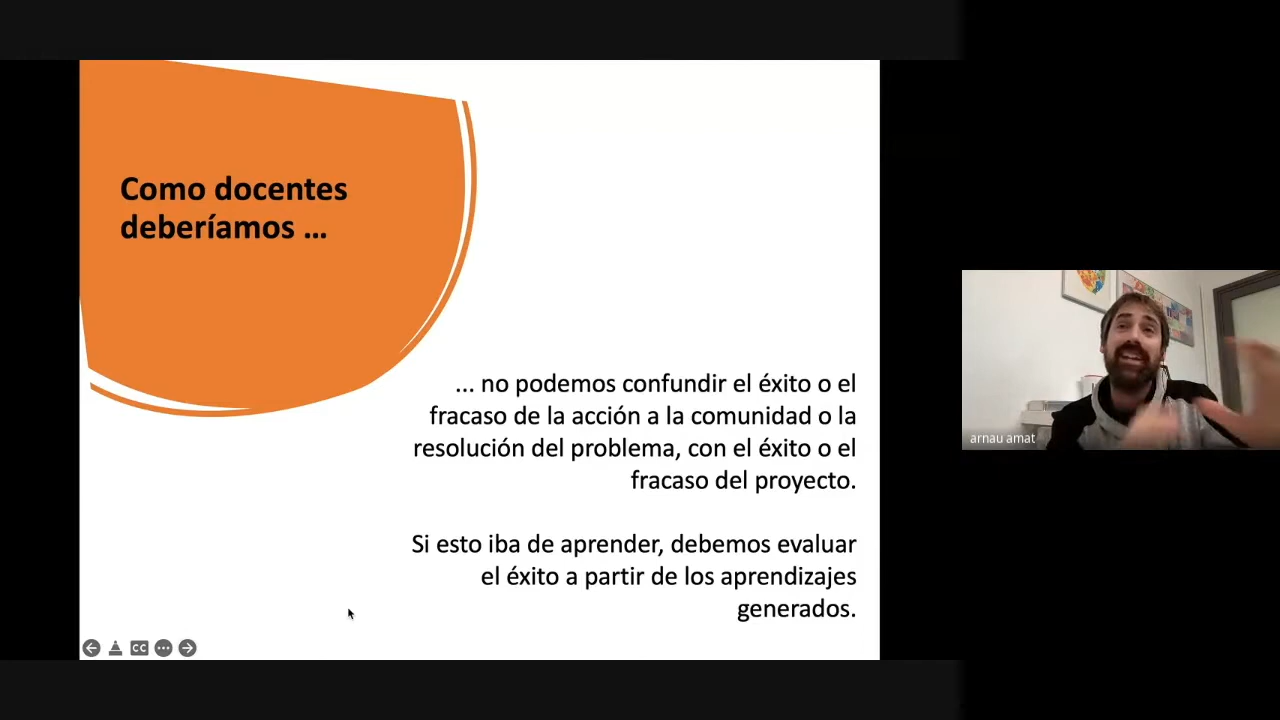 Como docentes
deberíamos ...
... no podemos confundir el éxito o el
fracaso de la acción a la comunidad o la
resolución del problema, con el éxito o el
fracaso del proyecto.
Si esto iba de aprender, debemos evaluar
el éxito a partir de los aprendizajes
generados.
CC
arnau amat